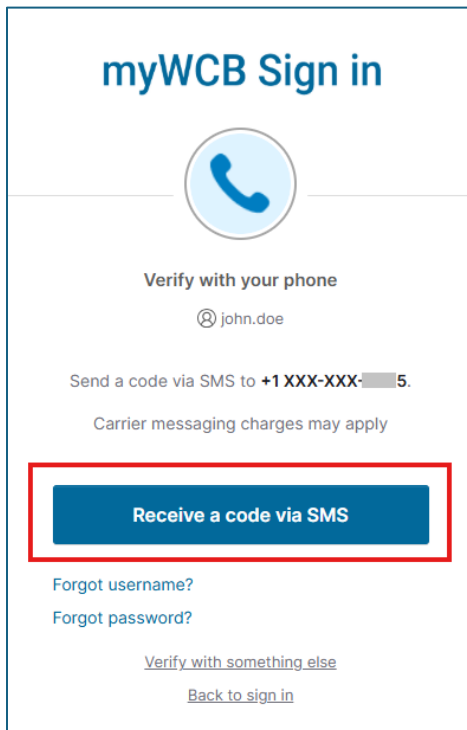 myWCB Sign in
Verify with your phone
john.doe
Send a code via SMS to +1 XXX-XXX- 5.
Carrier messaging charges may apply
Receive a code via SMS
Forgot username?
Forgot password?
Verify with something else
Back to sign in